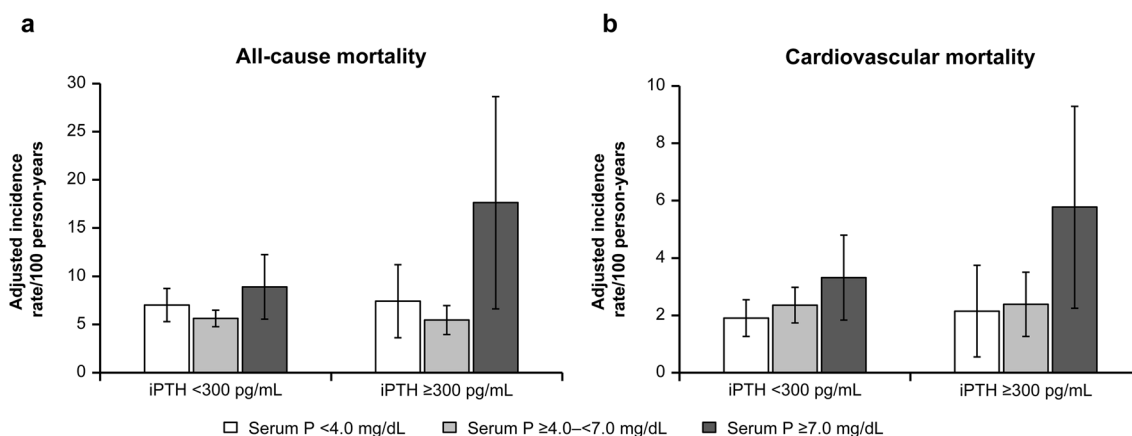 a
All-cause mortality
Adjusted incidence
rate/100 person-years
30
25
20
15
10
5
0
iPTH <300 pg/mL
iPTH ≥300 pg/mL
b
Cardiovascular mortality
Adjusted incidence
rate/100 person-years
10
8
6
4
2
0
iPTH <300 pg/mL
iPTH ≥300 pg/mL
Serum P <4.0 mg/dL
Serum P ≥4.0–<7.0 mg/dL
Serum P ≥7.0 mg/dL